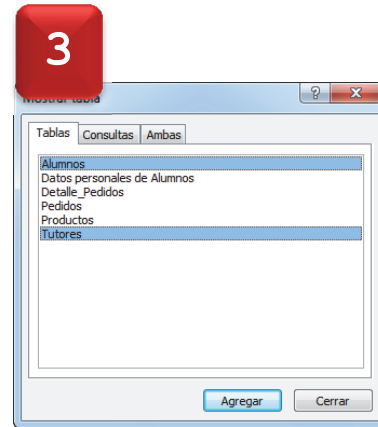 3
Mostrar tabla
Tablas Consultas Ambas
Alumnos
Datos personales de Alumnos
Detalle_Pedidos
Pedidos
Productos
Tutores
Agregar Cerrar